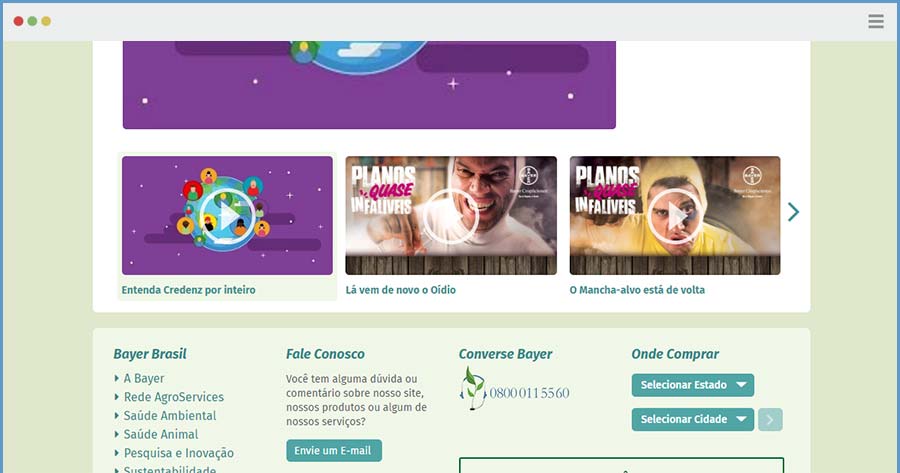 PLANOS
QUASE
INFALÍVEIS
BAYER
Bayer CropScience
PLANOS
QUASE
INFALÍVEIS
BAYER
Bayer CropScience
Entenda Credenz por inteiro
Lá vem de novo o Oídio
O Mancha-alvo está de volta
Bayer Brasil
A Bayer
Rede AgroServices
Saúde Ambiental
Saúde Animal
Pesquisa e Inovação
Sustentabilidade
Fale Conosco
Você tem alguma dúvida ou
comentário sobre nosso site,
nossos produtos ou algum de
nossos serviços?
Envie um E-mail
Converse Bayer
0800 0115560
Onde Comprar
Selecionar Estado
Selecionar Cidade